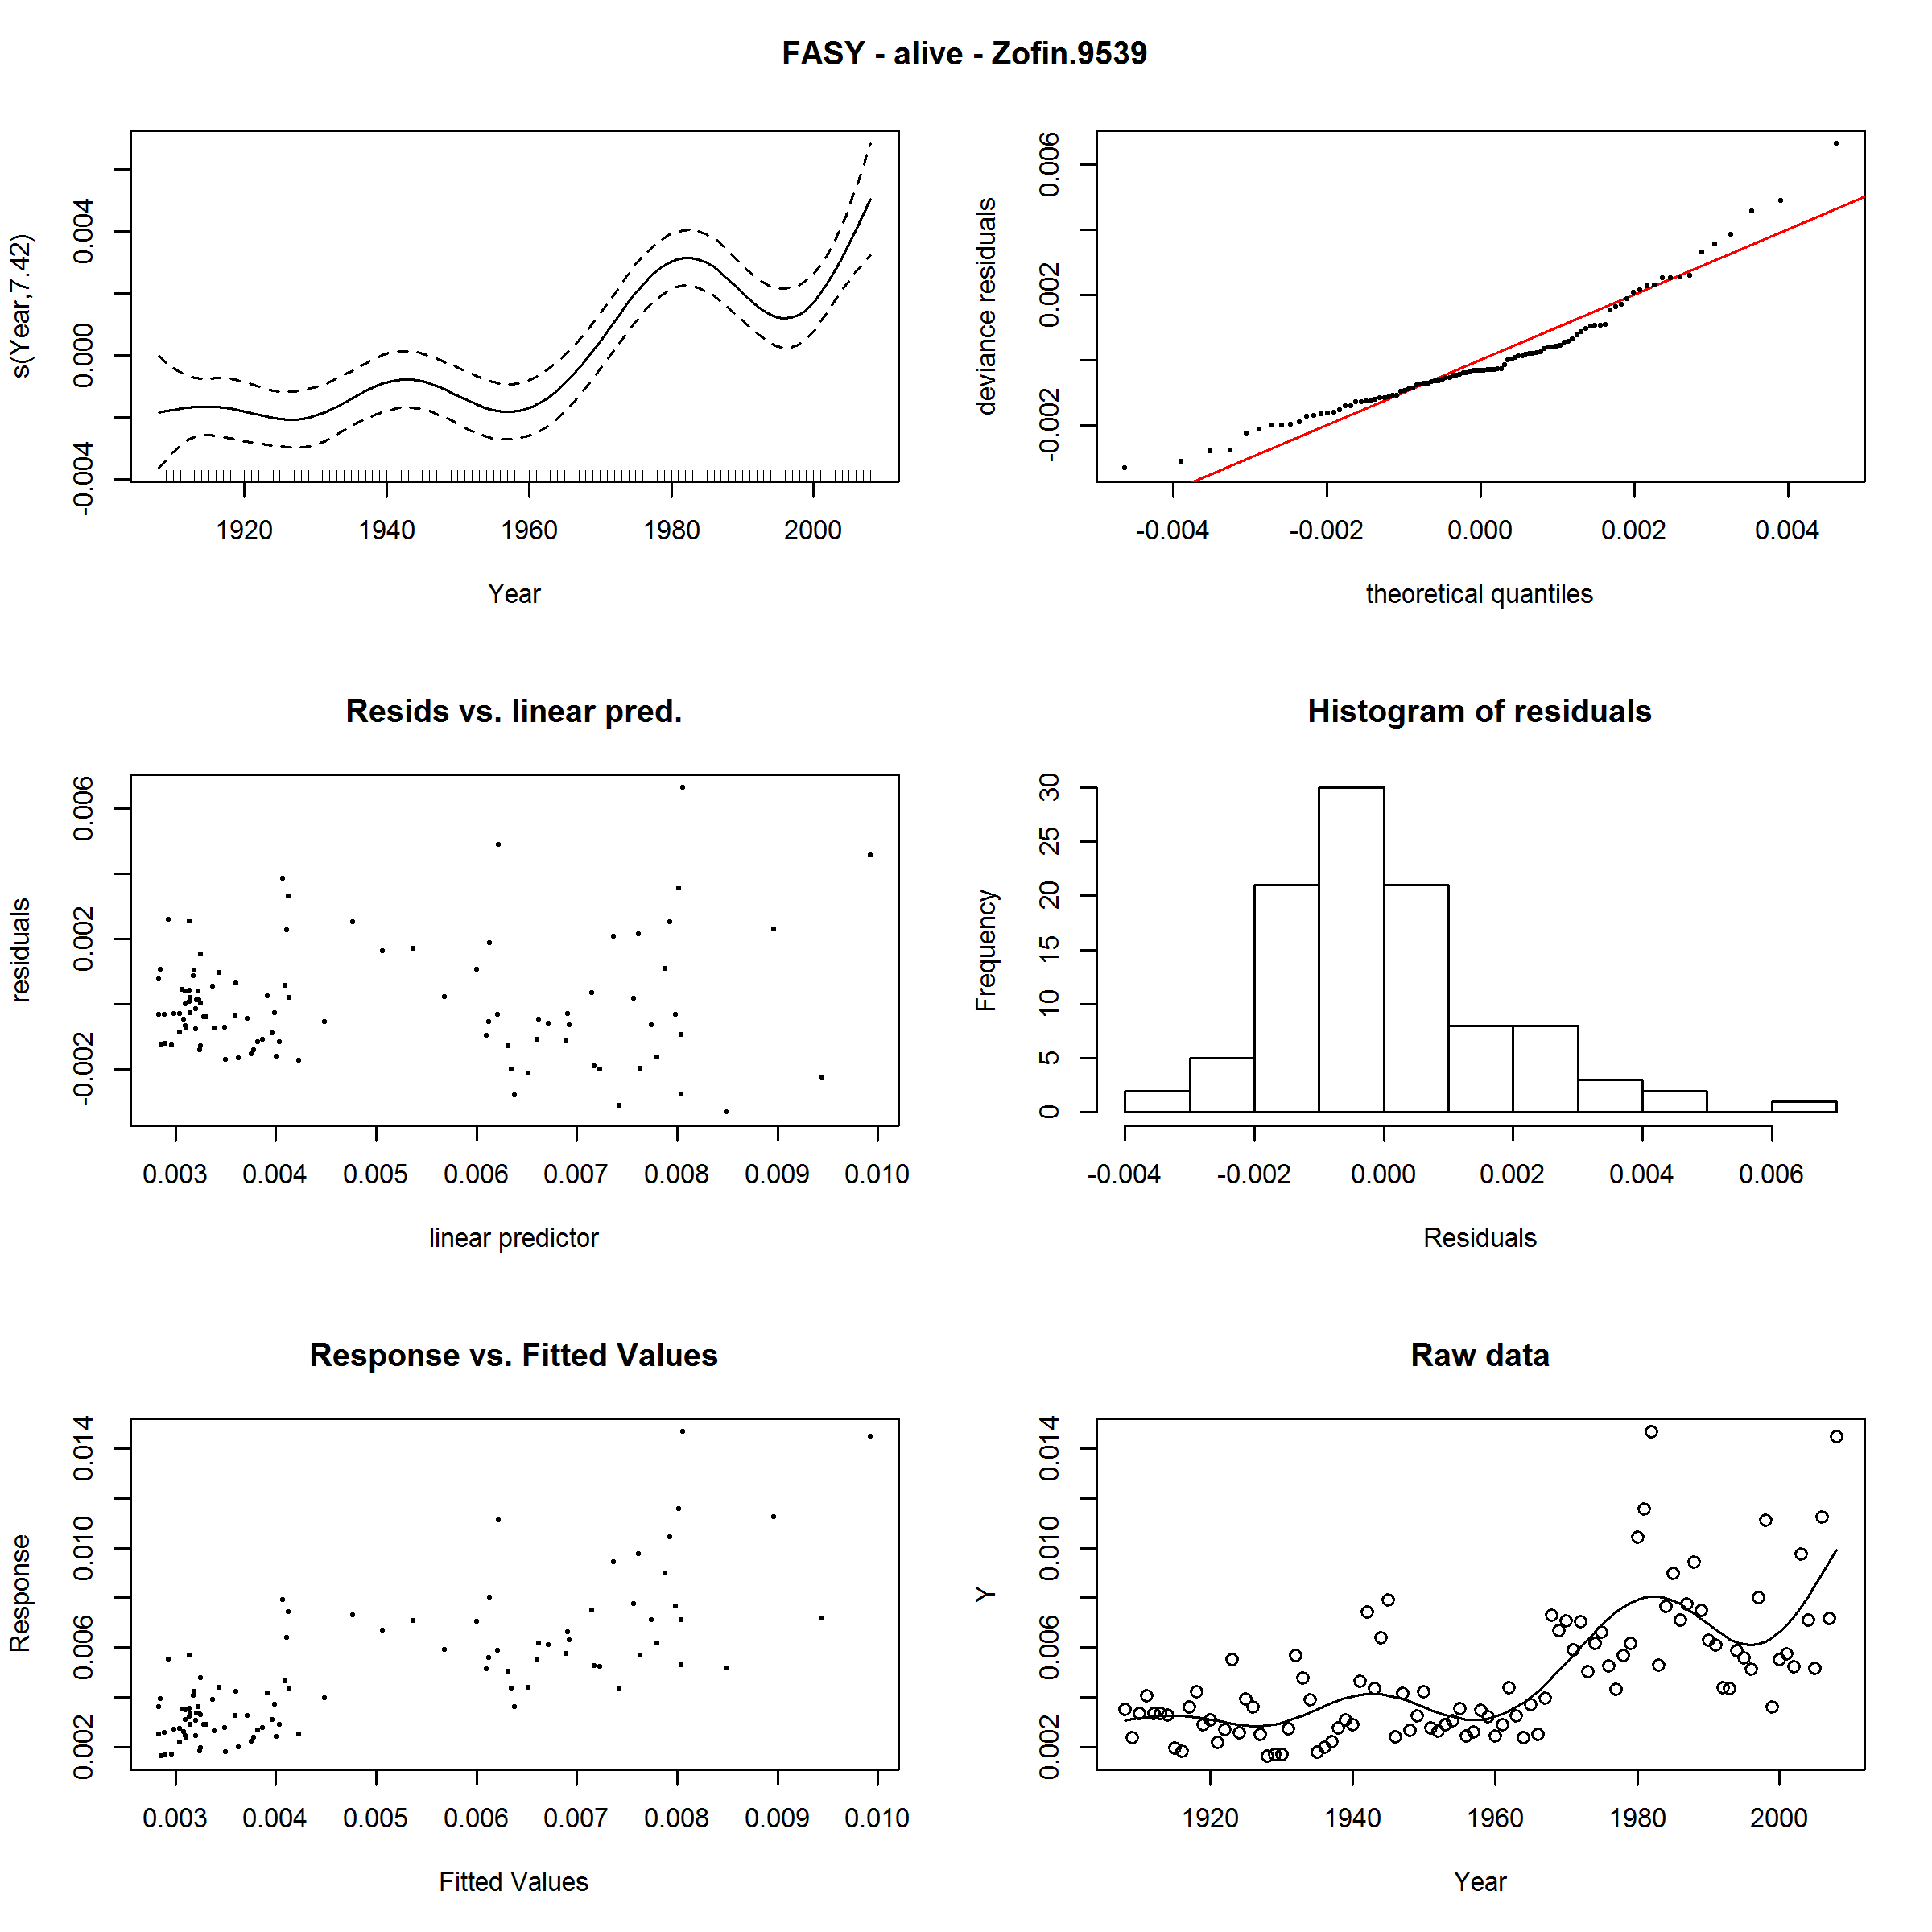 FASY - alive - Zofin.9539
s(Year,7.42)
-0.004 0.000 0.004
1920 1940 1960 1980 2000
Year
deviance residuals
-0.002 0.002 0.006
-0.004 -0.002 0.000 0.002 0.004
theoretical quantiles
Resids vs. linear pred.
residuals
-0.002 0.002 0.006
0.003 0.004 0.005 0.006 0.007 0.008 0.009 0.010
linear predictor
Histogram of residuals
Frequency
0 5 10 15 20 25 30
-0.004 -0.002 0.000 0.002 0.004 0.006
Residuals
Response vs. Fitted Values
Response
0.002 0.006 0.010 0.014
0.003 0.004 0.005 0.006 0.007 0.008 0.009 0.010
Fitted Values
Raw data
Y
0.002 0.006 0.010 0.014
1920 1940 1960 1980 2000
Year